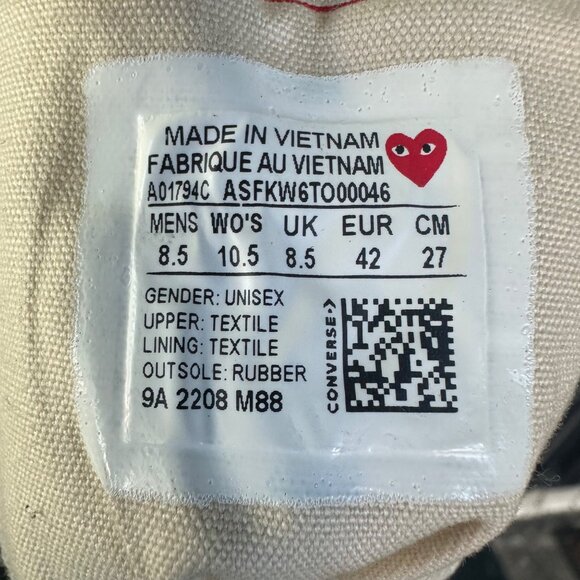 MADE IN VIETNAM
FABRIQUE AU VIETNAM
A01794C ASFKW6TO00046
MENS WO'S UK EUR CM
8.5 10.5 8.5 42 27
GENDER: UNISEX
UPPER: TEXTILE
LINING: TEXTILE
OUTSOLE: RUBBER
9A 2208 M88
CONVERSE